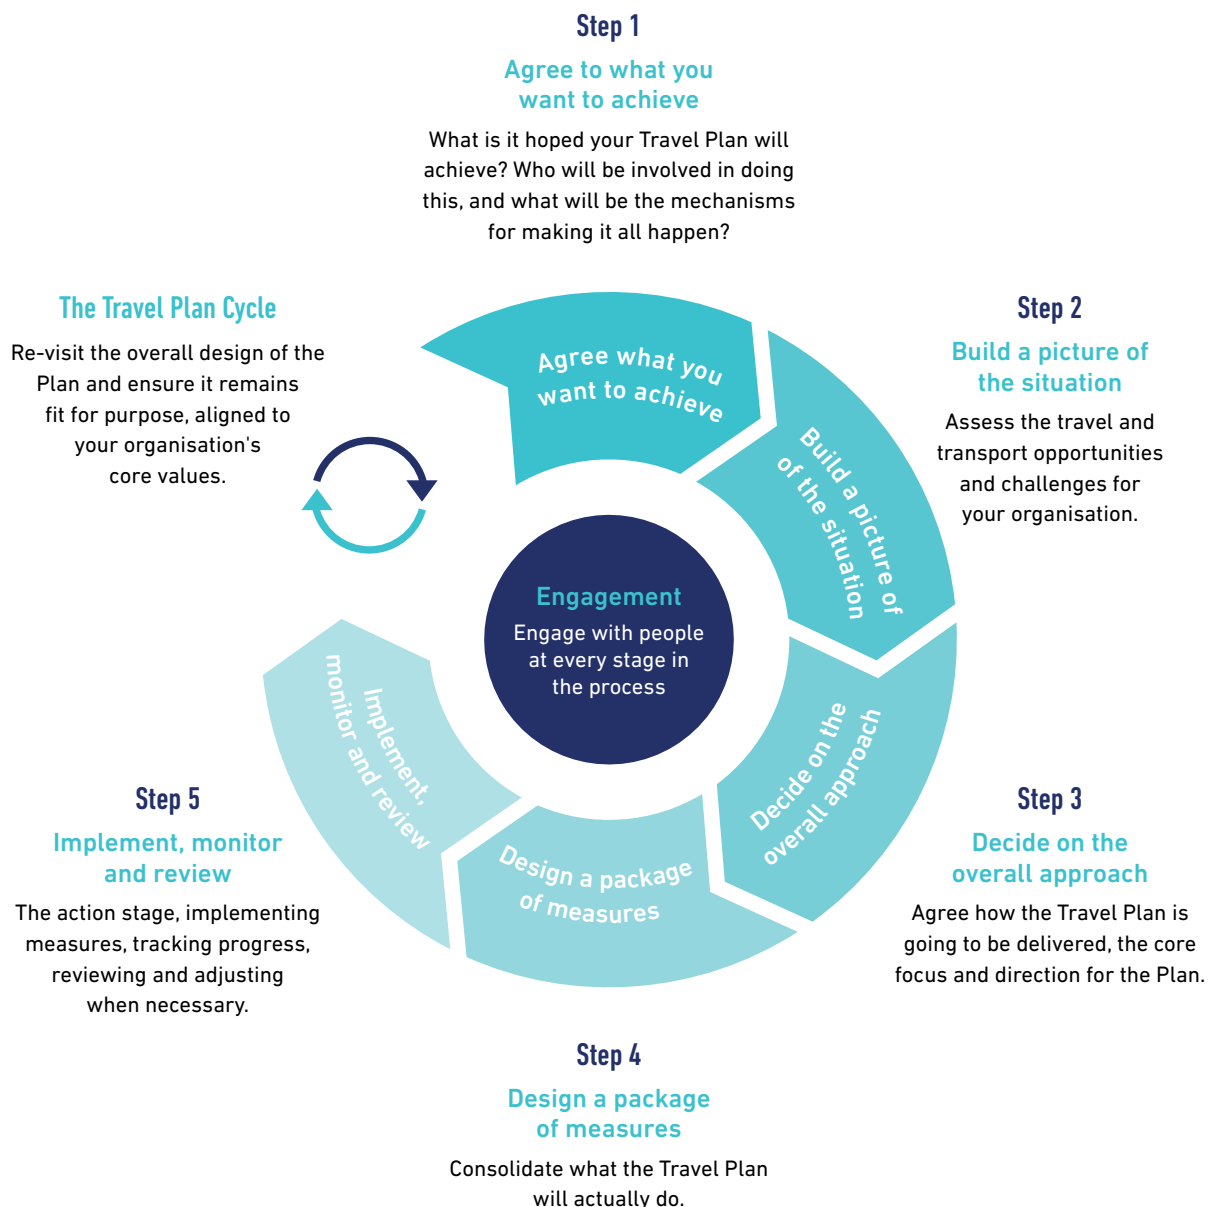 Step 1
Agree to what you
want to achieve
What is it hoped your Travel Plan will
achieve? Who will be involved in doing
this, and what will be the mechanisms
for making it all happen?
The Travel Plan Cycle
Re-visit the overall design of the
Plan and ensure it remains
fit for purpose, aligned to
your organisation's
core values.
Step 2
Build a picture of
the situation
Assess the travel and
transport opportunities
and challenges for
your organisation.
Agree what you
want to achieve
Build a picture of
of the situation
Decide on the
overall approach
Design a package
of measures
Implement,
monitor and review
Engagement
Engage with people
at every stage in
the process
Step 3
Decide on the
overall approach
Agree how the Travel Plan is
going to be delivered, the core
focus and direction for the Plan.
Step 4
Design a package
of measures
Consolidate what the Travel Plan
will actually do.
Step 5
Implement, monitor
and review
The action stage, implementing
measures, tracking progress,
reviewing and adjusting
when necessary.